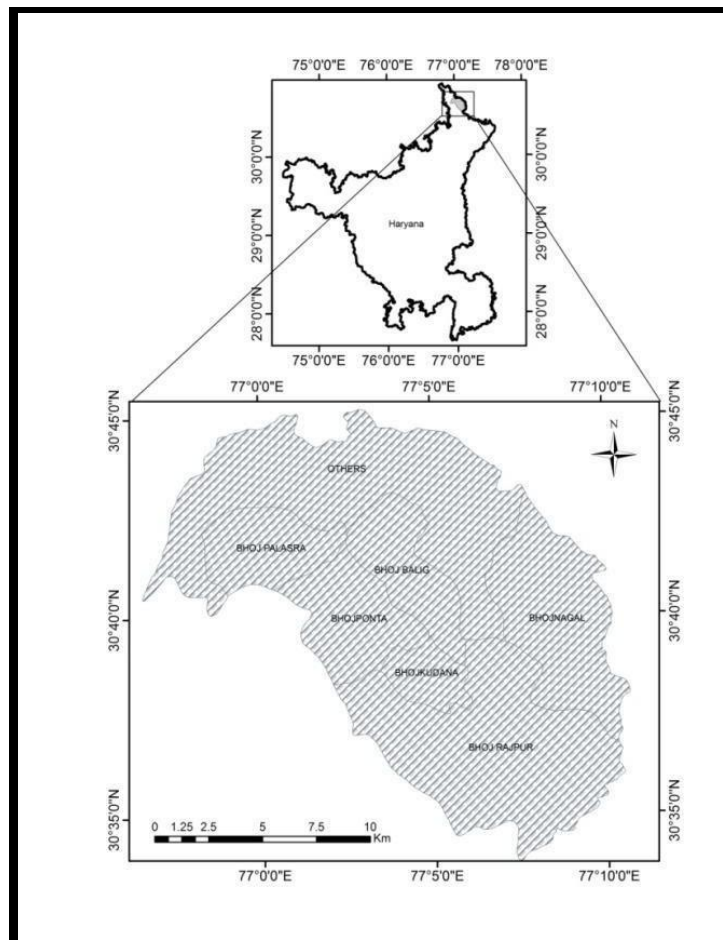 75°0'0"E 76°0'0"E 77°0'0"E 78°0'0"E
30°0'0"N
29°0'0"N
28°0'0"N
Haryana
30°0'0"N
29°0'0"N
28°0'0"N
75°0'0"E 76°0'0"E 77°0'0"E
77°0'0"E 77°5'0"E 77°10'0"E
30°45'0"N
30°40'0"N
30°35'0"N
N
OTHERS
BHOJ PALASRA
BHOJ BALIG
BHOJPONTA
BHOJNAGAL
BHOJKUDANA
BHOJ RAJPUR
30°45'0"N
30°40'0"N
30°35'0"N
0 1.25 2.5 5 7.5 10
Km
77°0'0"E 77°5'0"E 77°10'0"E